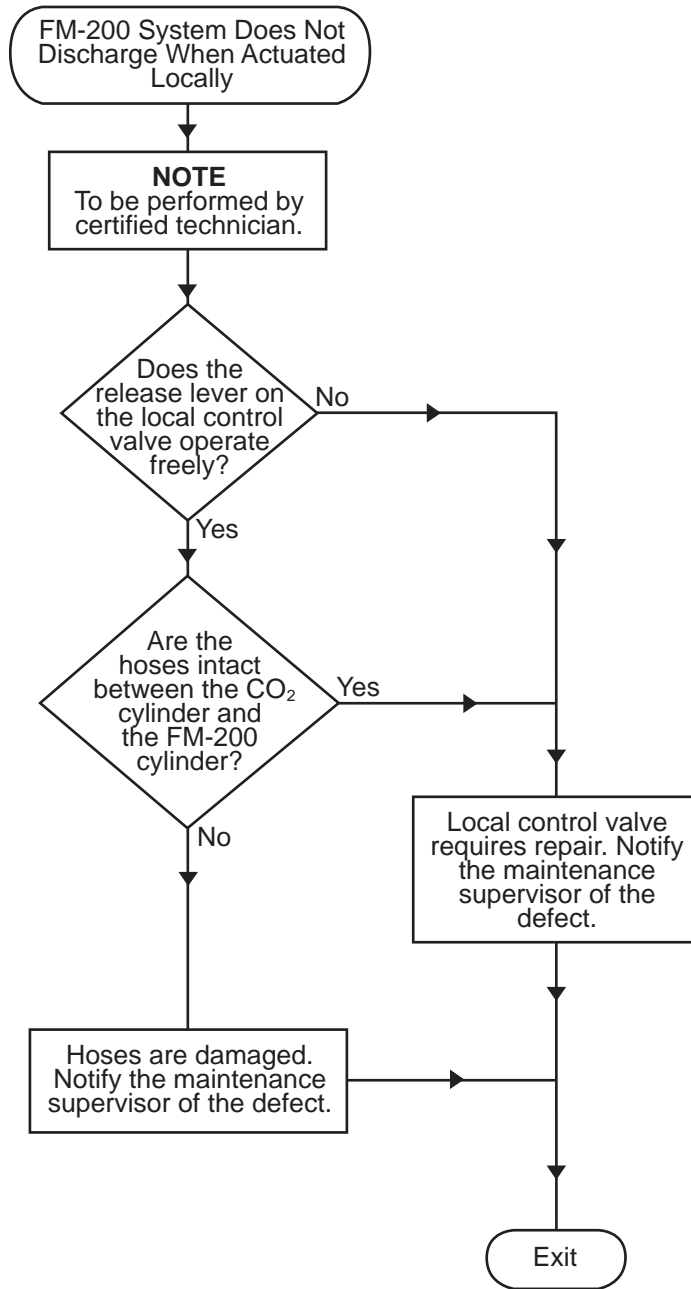 FM-200 System Does Not
Discharge When Actuated
Locally
NOTE
To be performed by
certified technician.
Does the
release lever on
the local control
valve operate
freely?
No
Yes
Are the
hoses intact
between the CO₂
cylinder and
the FM-200
cylinder?
Yes
No
Local control valve
requires repair. Notify
the maintenance
supervisor of the
defect.
Hoses are damaged.
Notify the maintenance
supervisor of the defect.
Exit